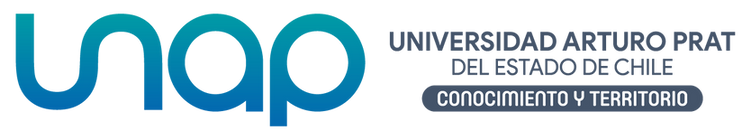 unap
UNIVERSIDAD ARTURO PRAT
DEL ESTADO DE CHILE
CONOCIMIENTO Y TERRITORIO